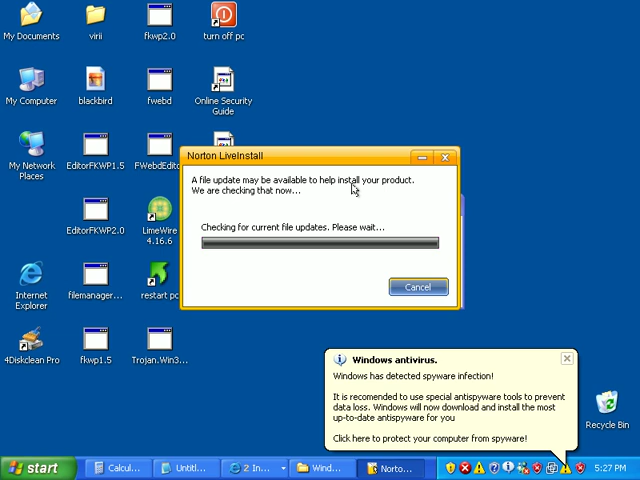 My Documents
virii
fkwp2.0
turn off pc
My Computer
blackbird
fwebd
Online Security
Guide
My Network
Places
EditorFKWP1.5
FWebdEditor
EditorFKWP2.0
LimeWire
4.16.6
Internet
Explorer
filemanager...
restart pc
4Diskclean Pro
fkwp1.5
Trojan.Win3...
Norton LiveInstall
A file update may be available to help install your product.
We are checking that now...
Checking for current file updates. Please wait...
Cancel
Windows antivirus.
Windows has detected spyware infection!
It is recomended to use special antispyware tools to prevent
data loss. Windows will now download and install the most
up-to-date antispyware for you
Click here to protect your computer from spyware!
Recycle Bin
start
Calcul...
Untitl...
2 In...
Wind...
Norto...
5:27 PM